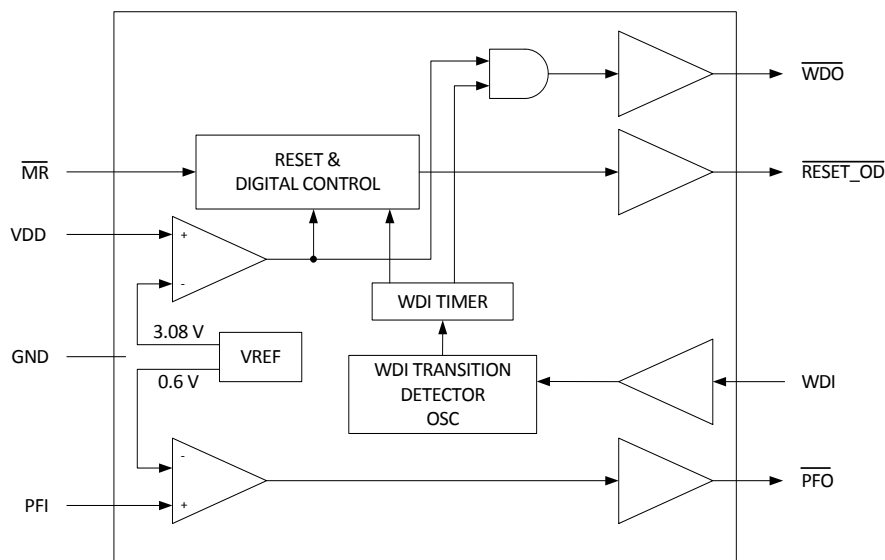 WDO
MR
RESET &
DIGITAL CONTROL
RESET_OD
VDD
+
-
WDI TIMER
3.08 V
GND
VREF
0.6 V
WDI TRANSITION
DETECTOR
OSC
WDI
-
+
PFO
PFI